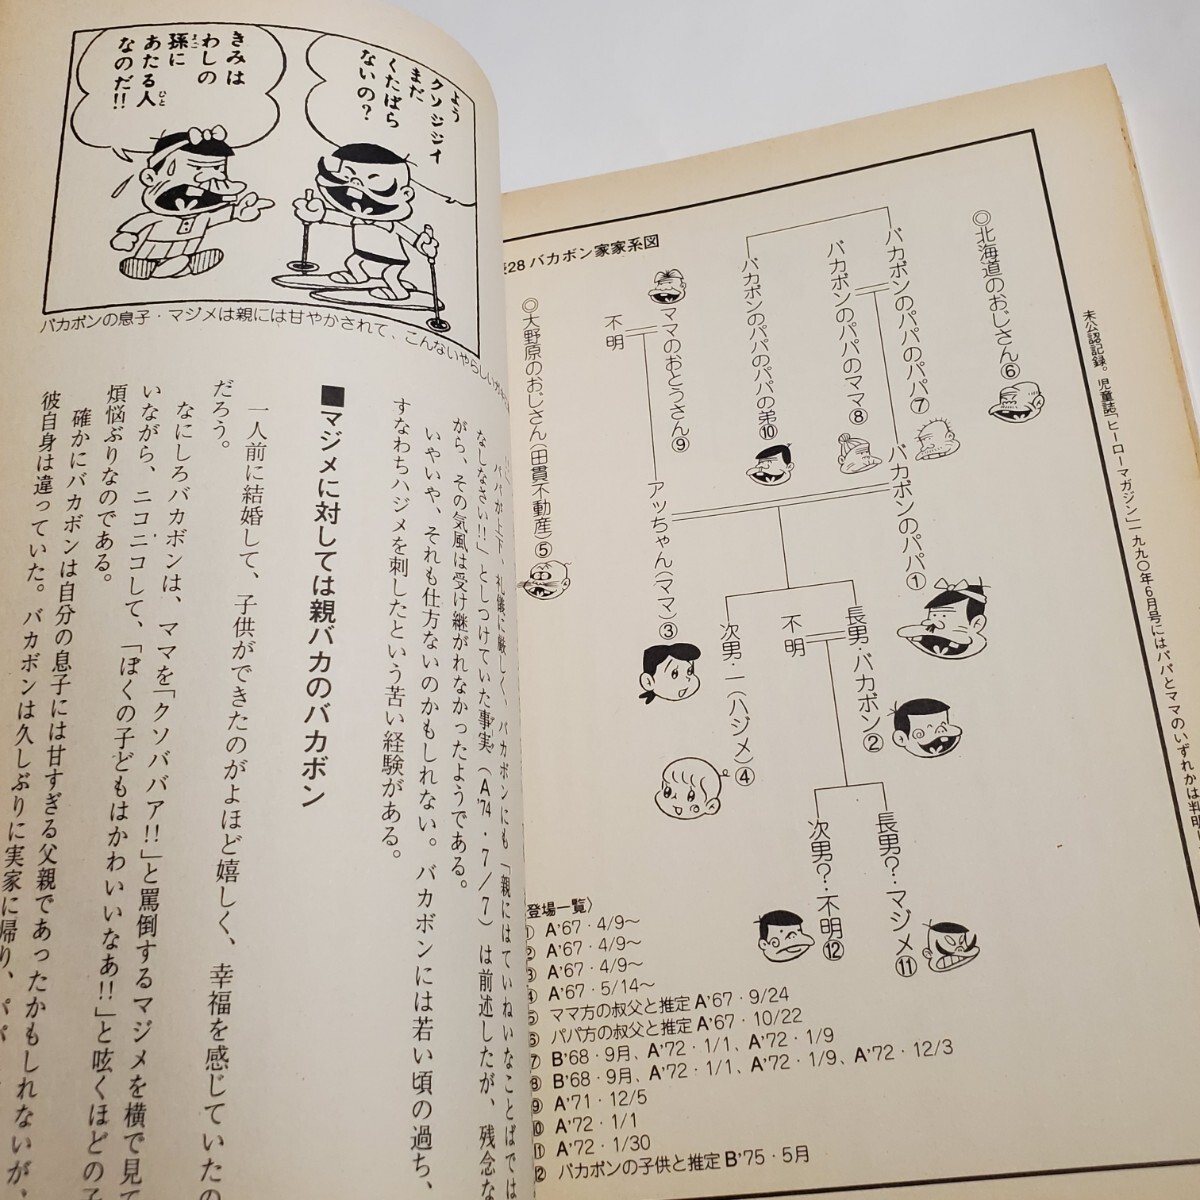 よう
クソジジイ
まだ
くたばら
ないの？
きみは
わしの
孫に
まご
あたる人
ひと
なのだ!!
バカボンの息子・マジメは親には甘やかされて、こんないやらしい
パパが上下、礼儀に厳しく、バカボンにも「親にはていねいなことばでは
なしなさい!!」としつけていた事実（A'74・7／7）は前述したが、残念な
がら、その気風は受け継がれなかったようである。
いやいや、それも仕方ないのかもしれない。バカボンには若い頃の過ち、
すなわちハジメを刺したという苦い経験がある。
■マジメに対しては親バカのバカボン
一人前に結婚して、子供ができたのがよほど嬉しく、幸福を感じていたの
だろう。
なにしろバカボンは、ママを「クソババァ!!」と罵倒するマジメを横で見て
いながら、ニコニコして、「ぼくの子どもはかわいいなあ!!」と呟くほどの子
煩悩ぶりなのである。
確かにバカボンは自分の息子には甘すぎる父親であったかもしれないが、
彼自身は違っていた。バカボンは久しぶりに実家に帰り、パパ
28 バカボン家家系図
◎北海道のおじさん⑥
バカボンのパパのパパ⑦
バカボンのパパのママ⑧
バカボンのパパのパパの弟⑩
ママのおとうさん⑨
不明
◎大野原のおじさん（田貫不動産）⑤
バカボンのパパ①
アッちゃん（ママ）③
長男・バカボン②
不明
次男・一（ハジメ）④
長男？・マジメ⑪
次男？・不明⑫
未公認記録。児童誌「ヒーローマガジン」一九九〇年6月号にはパパとママのいずれかは判明し
登場一覧〉
① A'67・4/9〜
② A'67・4/9〜
③ A'67・4/9〜
④ A'67・5/14〜
⑤ ママ方の叔父と推定 A'67・9/24
⑥ パパ方の叔父と推定 A'67・10/22
⑦ B'68・9月、A'72・1/1、A'72・1/9
⑧ B'68・9月、A'72・1/1、A'72・1/9、A'72・12/3
⑨ A'71・12/5
⑩ A'72・1/1
⑪ A'72・1/30
⑫ バカボンの子供と推定 B'75・5月